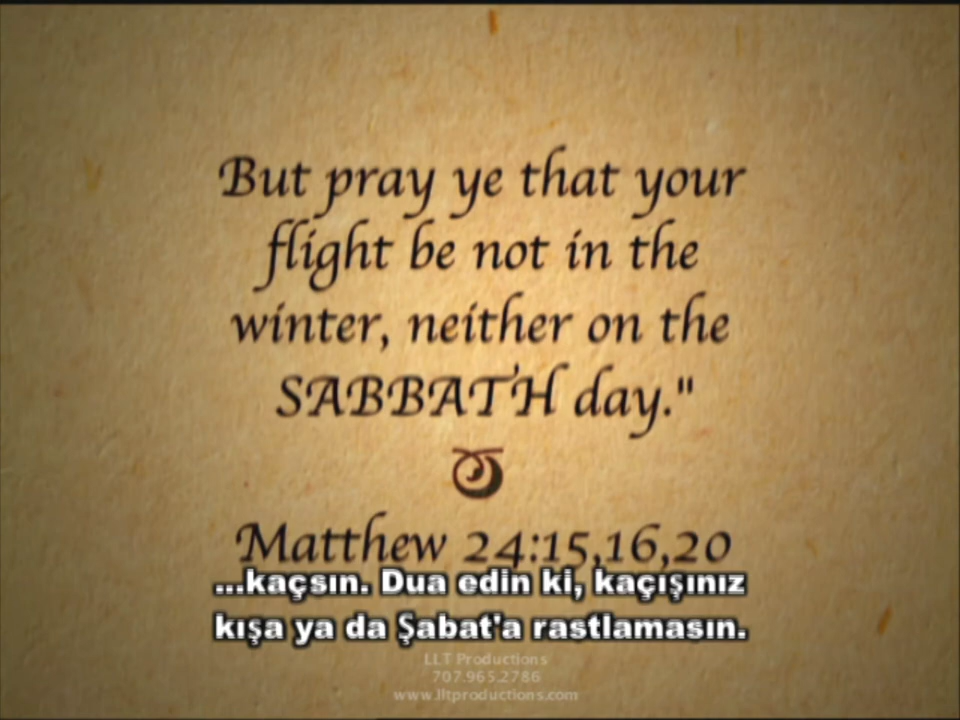 But pray ye that your
flight be not in the
winter, neither on the
SABBATH day."
Matthew 24:15,16,20
...kaçsın. Dua edin ki, kaçışınız
kışa ya da Şabat'a rastlamasın.
LLT Productions
707.965.2786
www.lltproductions.com